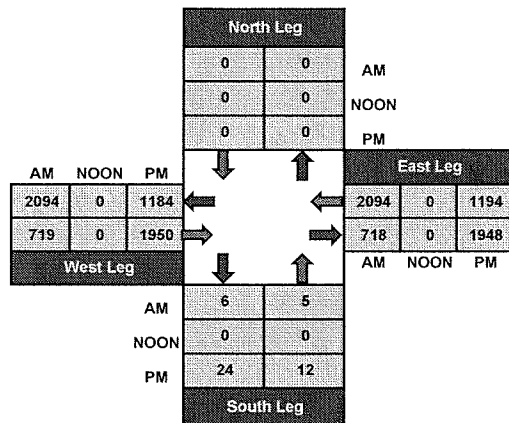 North Leg
0 0
AM
0 0
NOON
0 0
PM
AM NOON PM
East Leg
2094 0 1184
2094 0 1194
719 0 1950
718 0 1948
West Leg
AM NOON PM
AM
6 5
NOON
0 0
PM
24 12
South Leg